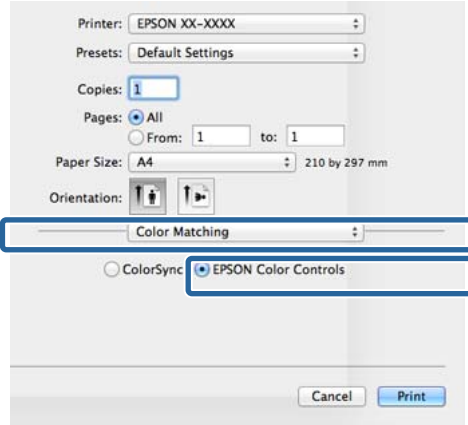 Printer: EPSON XX-XXXX
Presets: Default Settings
Copies: 1
Pages: All
From: 1 to: 1
Paper Size: A4 210 by 297 mm
Orientation:
Color Matching
ColorSync EPSON Color Controls
Cancel Print